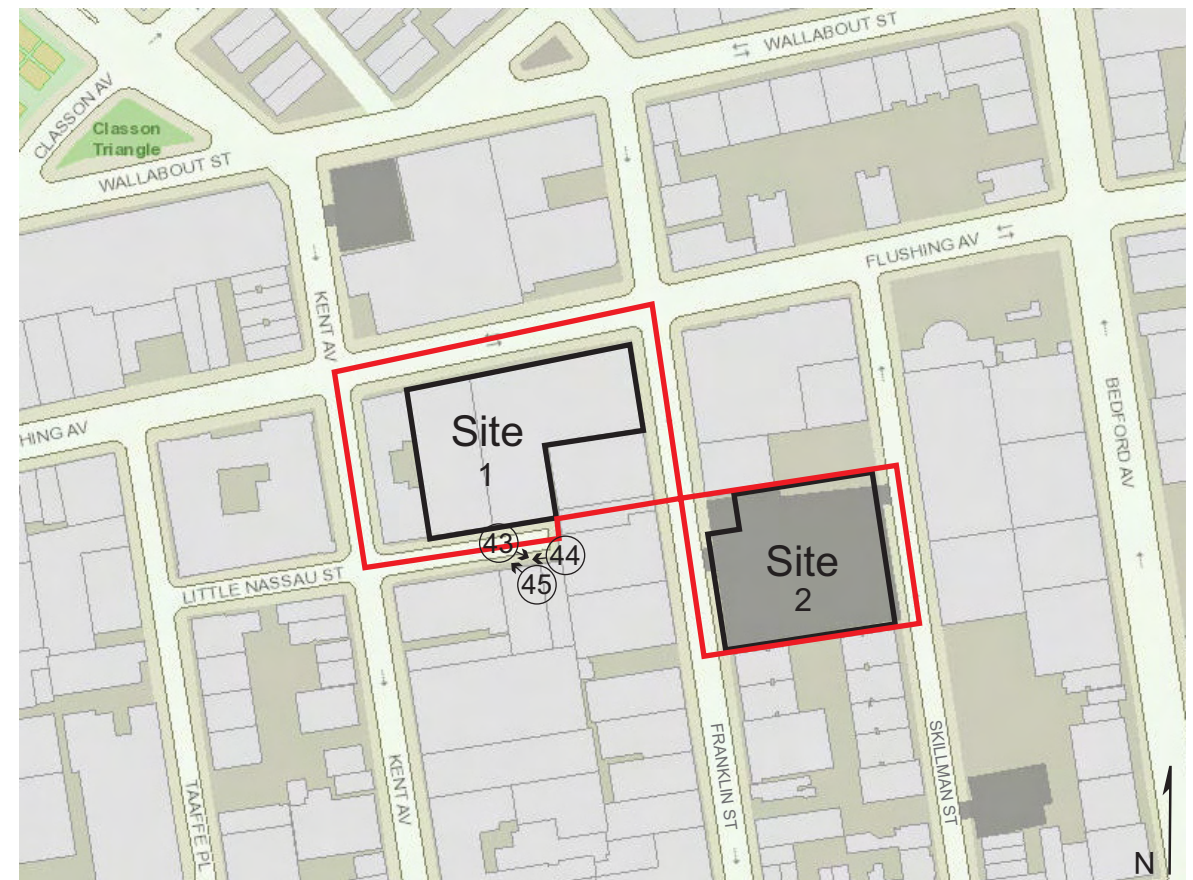 WALLABOUT ST
CLASSON AV
Classon
Triangle
WALLABOUT ST
FLUSHING AV
KENT AV
BEDFORD AV
HING AV
Site
1
43
44
45
Site
2
LITTLE NASSAU ST
FRANKLIN ST
SKILLMAN ST
KENT AV
TAAFFE PL
N